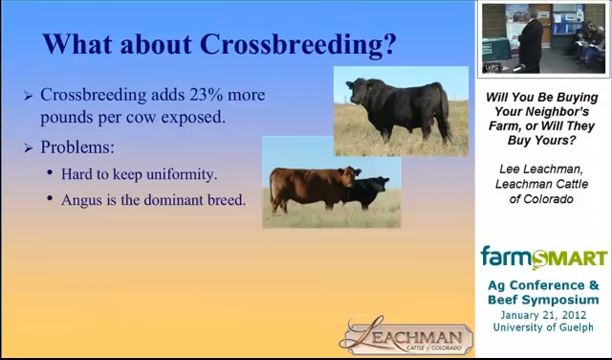 What about Crossbreeding?
➢ Crossbreeding adds 23% more
pounds per cow exposed.
➢ Problems:
• Hard to keep uniformity.
• Angus is the dominant breed.
LEACHMAN
CATTLE OF COLORADO
Will You Be Buying
Your Neighbor's
Farm, or Will They
Buy Yours?
Lee Leachman,
Leachman Cattle
of Colorado
farmSMART
Ag Conference &
Beef Symposium
January 21, 2012
University of Guelph